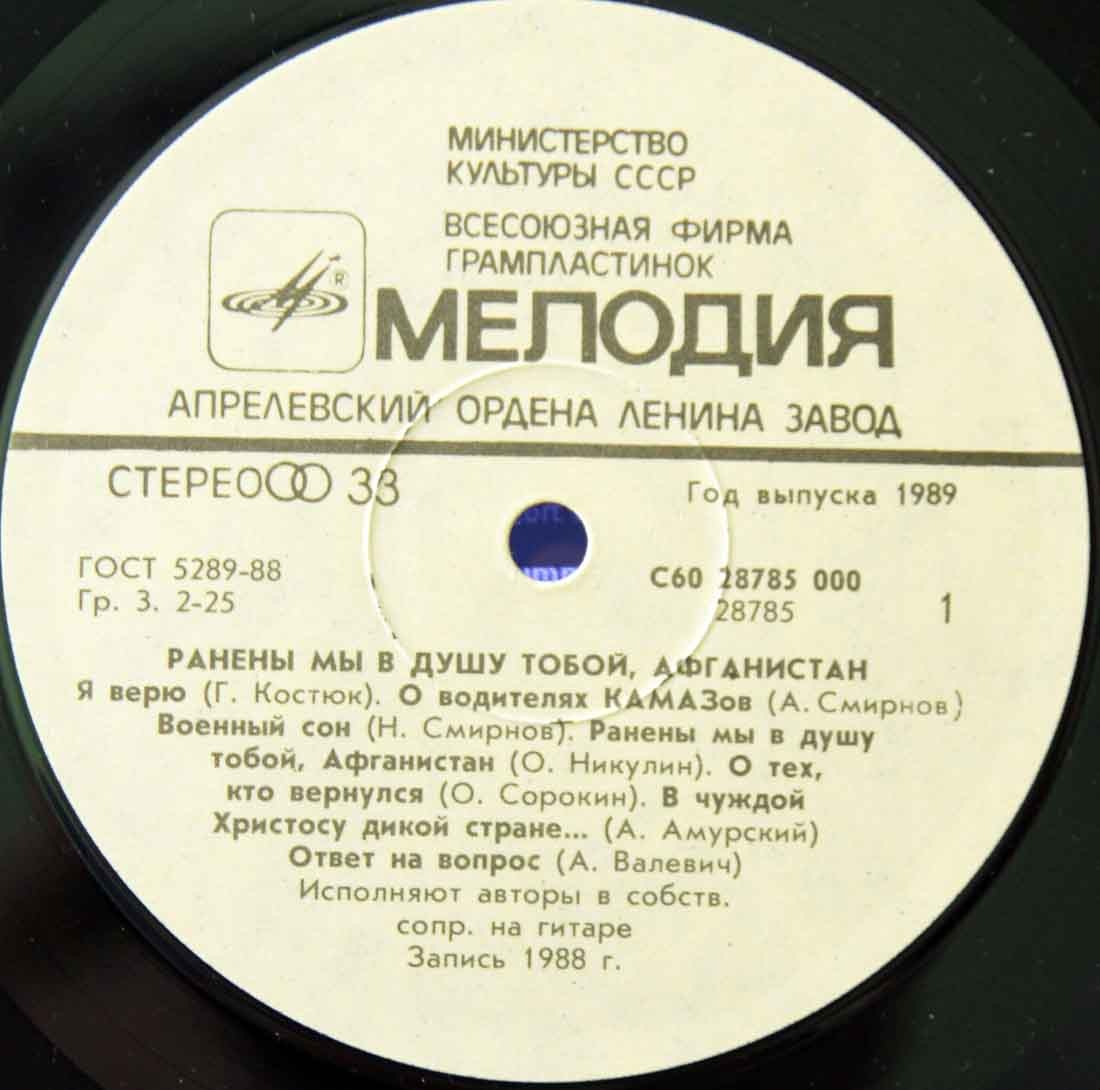 МИНИСТЕРСТВО
КУЛЬТУРЫ СССР
ВСЕСОЮЗНАЯ ФИРМА
ГРАМПЛАСТИНОК
®
МЕЛОДИЯ
АПРЕЛЕВСКИЙ ОРДЕНА ЛЕНИНА ЗАВОД
СТЕРЕО 33
Год выпуска 1989
ГОСТ 5289-88
Гр. 3. 2-25
С60 28785 000
28785
1
РАНЕНЫ МЫ В ДУШУ ТОБОЙ, АФГАНИСТАН
Я верю (Г. Костюк). О водителях КАМАЗов (А. Смирнов)
Военный сон (Н. Смирнов). Ранены мы в душу
тобой, Афганистан (О. Никулин). О тех,
кто вернулся (О. Сорокин). В чуждой
Христосу дикой стране... (А. Амурский)
Ответ на вопрос (А. Валевич)
Исполняют авторы в собств.
сопр. на гитаре
Запись 1988 г.